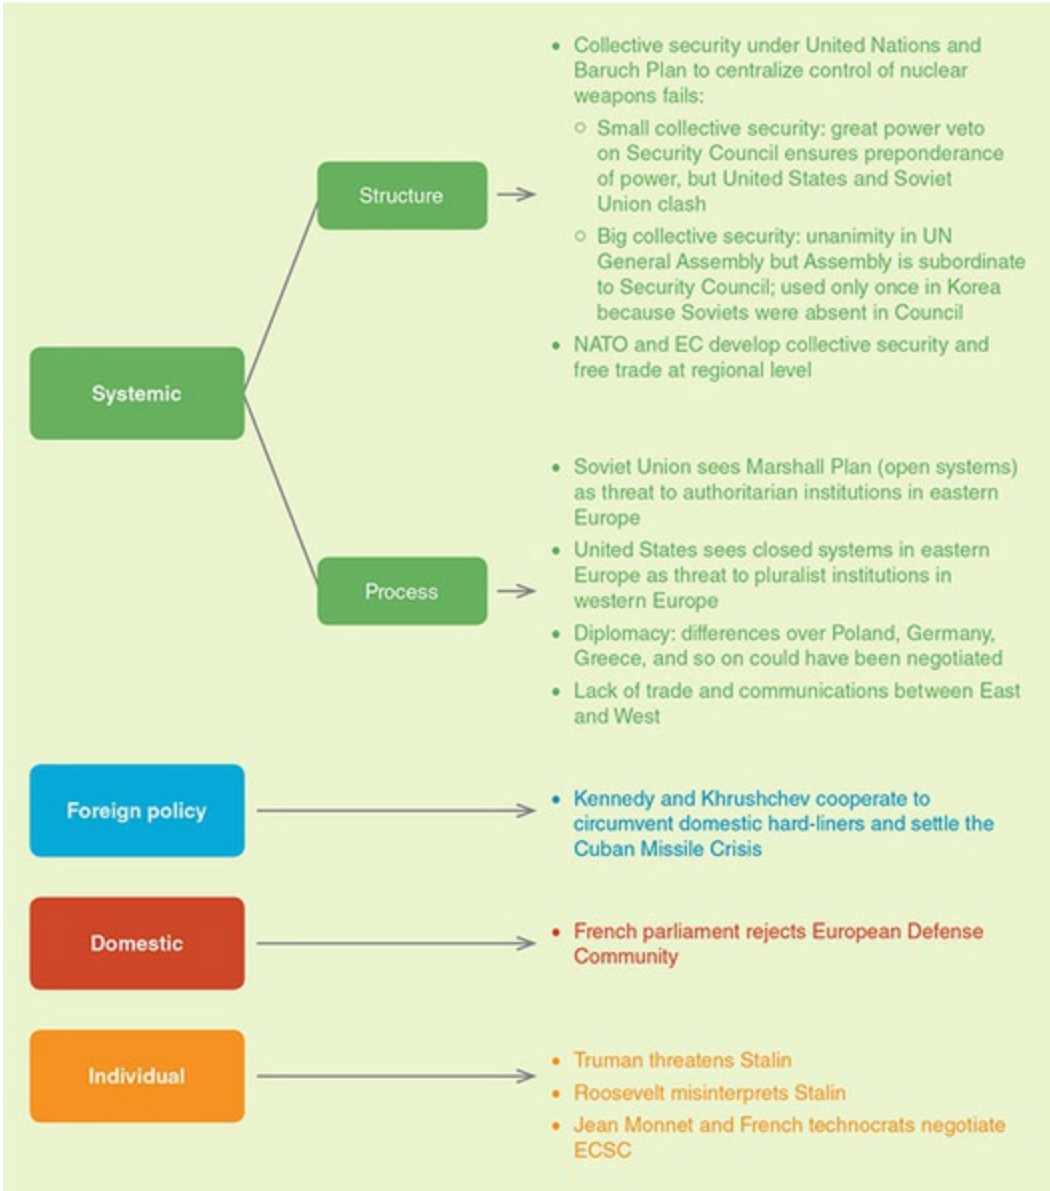 • Collective security under United Nations and
Baruch Plan to centralize control of nuclear
weapons fails:
○ Small collective security: great power veto
on Security Council ensures preponderance
of power, but United States and Soviet
Union clash
○ Big collective security: unanimity in UN
General Assembly but Assembly is subordinate
to Security Council; used only once in Korea
because Soviets were absent in Council
• NATO and EC develop collective security and
free trade at regional level
Structure
Systemic
• Soviet Union sees Marshall Plan (open systems)
as threat to authoritarian institutions in eastern
Europe
• United States sees closed systems in eastern
Europe as threat to pluralist institutions in
western Europe
• Diplomacy: differences over Poland, Germany,
Greece, and so on could have been negotiated
• Lack of trade and communications between East
and West
Process
Foreign policy
• Kennedy and Khrushchev cooperate to
circumvent domestic hard-liners and settle the
Cuban Missile Crisis
Domestic
• French parliament rejects European Defense
Community
Individual
• Truman threatens Stalin
• Roosevelt misinterprets Stalin
• Jean Monnet and French technocrats negotiate
ECSC